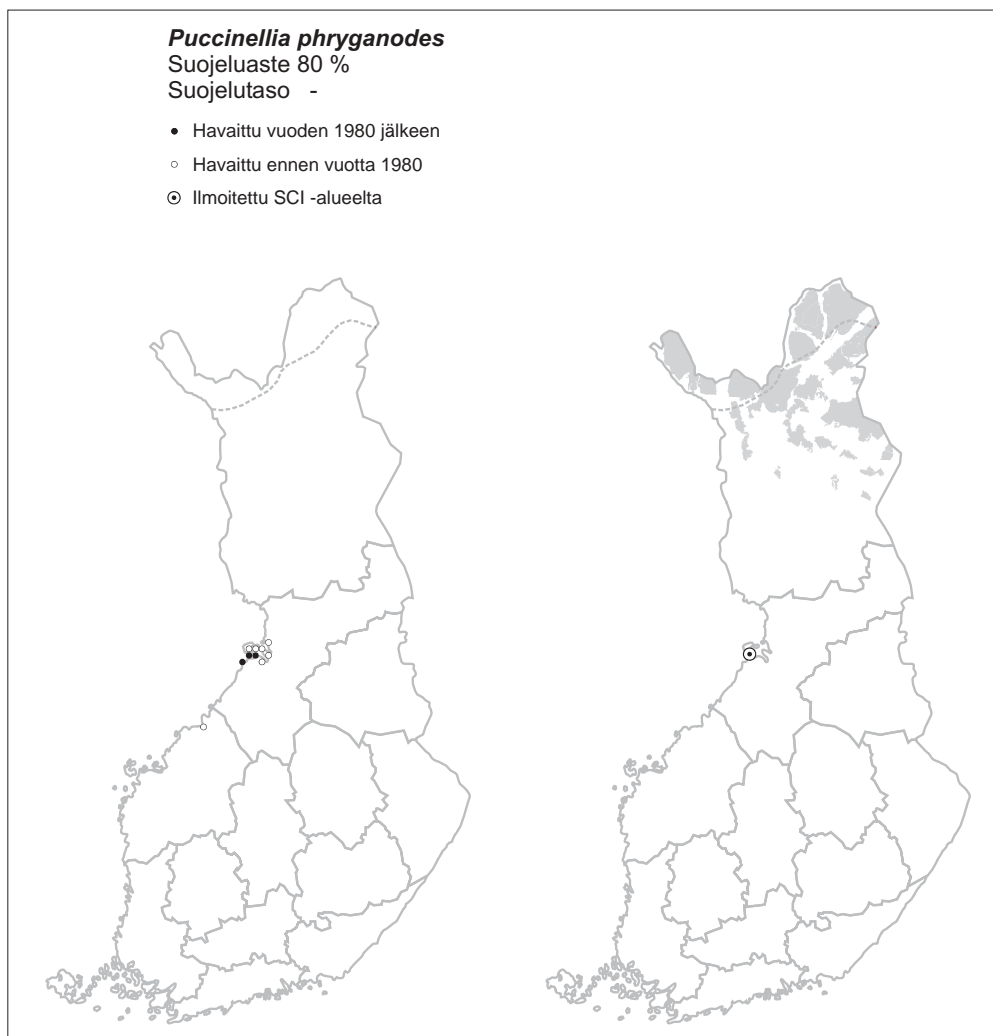 Puccinellia phryganodes
Suojeluaste 80 %
Suojelutaso -
Havaittu vuoden 1980 jälkeen
Havaittu ennen vuotta 1980
Ilmoitettu SCI -alueelta